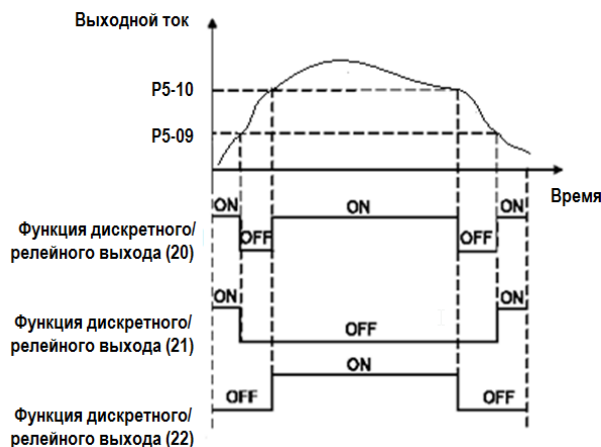 Выходной ток
P5-10
P5-09
Время
ON OFF ON OFF ON
Функция дискретного/
релейного выхода (20)
ON OFF ON
Функция дискретного/
релейного выхода (21)
OFF ON OFF
Функция дискретного/
релейного выхода (22)